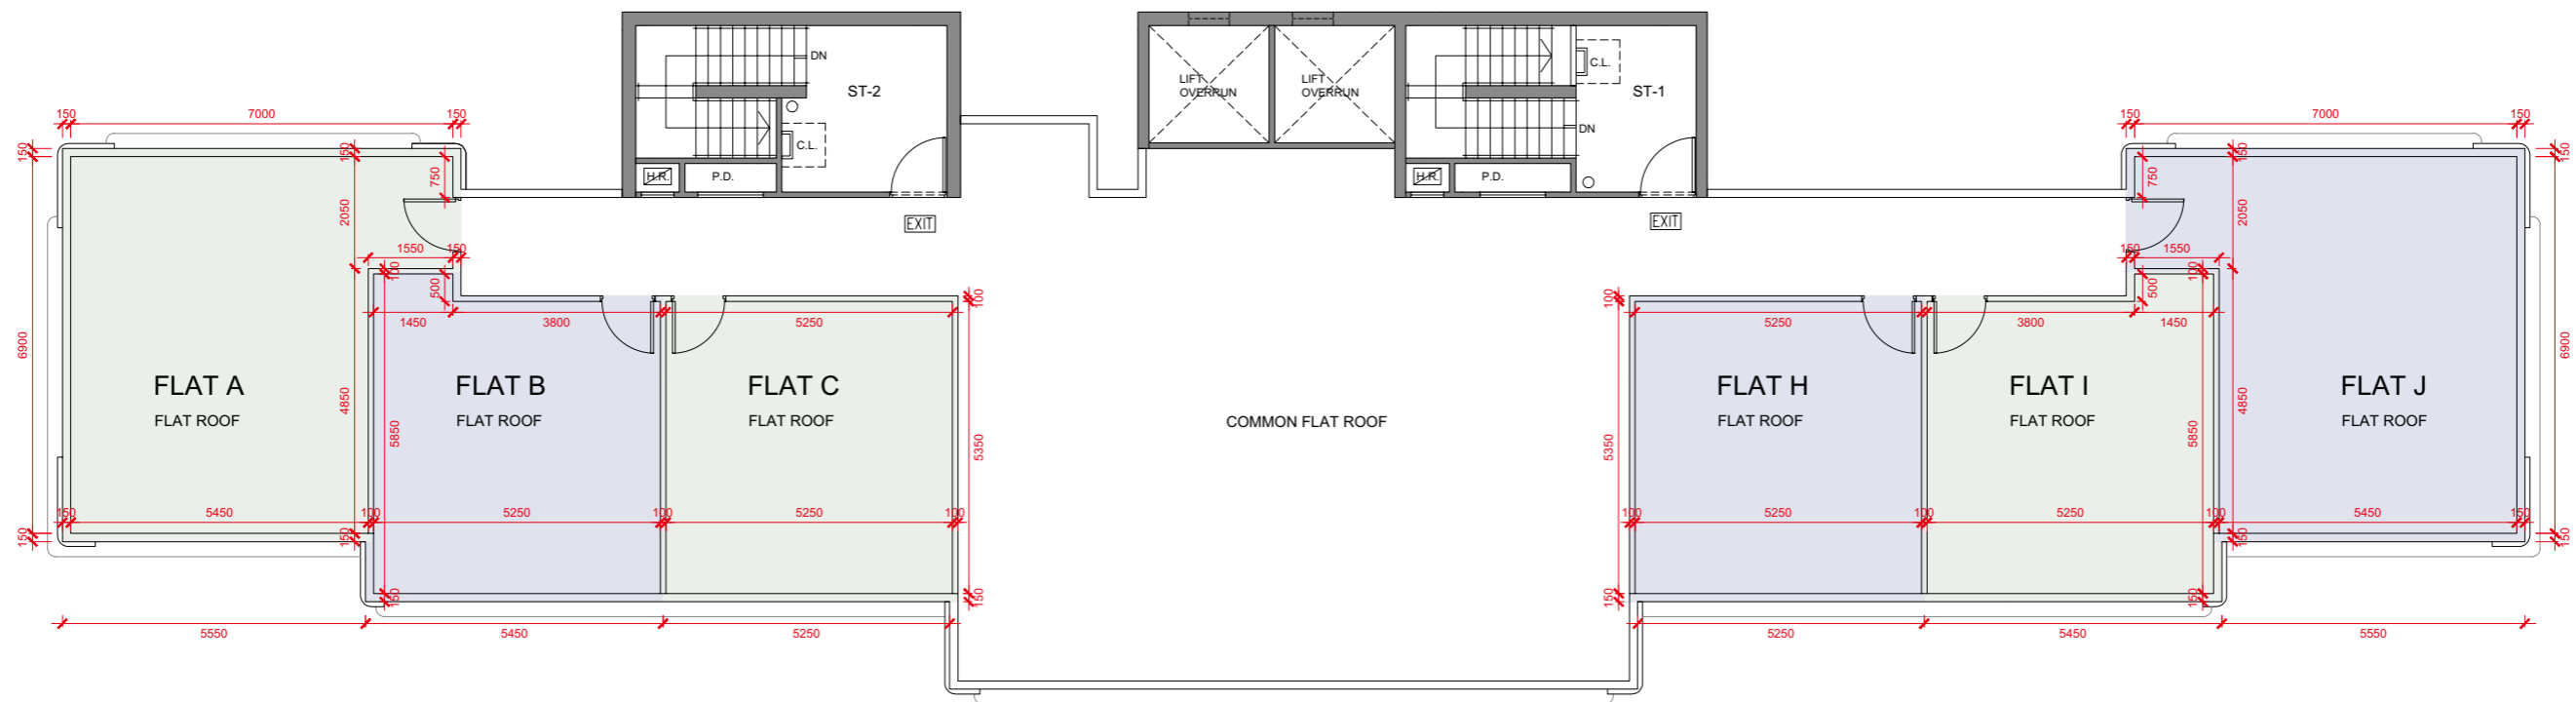 DN
ST-2
C.L.
H.R.
P.D.
EXIT
LIFT
OVERRUN
LIFT
OVERRUN
C.L.
ST-1
DN
H.R.
P.D.
EXIT
150
7000
150
150
7000
150
150
150
750
2050
1550
150
100
500
6900
1450
3800
5250
100
4850
5850
5350
FLAT A
FLAT ROOF
FLAT B
FLAT ROOF
FLAT C
FLAT ROOF
COMMON FLAT ROOF
FLAT H
FLAT ROOF
FLAT I
FLAT ROOF
FLAT J
FLAT ROOF
150
5450
100
5250
100
5250
100
150
150
150
150
5550
5450
5250
150
150
750
2050
150
1550
100
500
6900
100
5250
3800
1450
5350
5850
4850
100
5250
100
5250
100
5450
150
150
150
150
150
5250
5450
5550